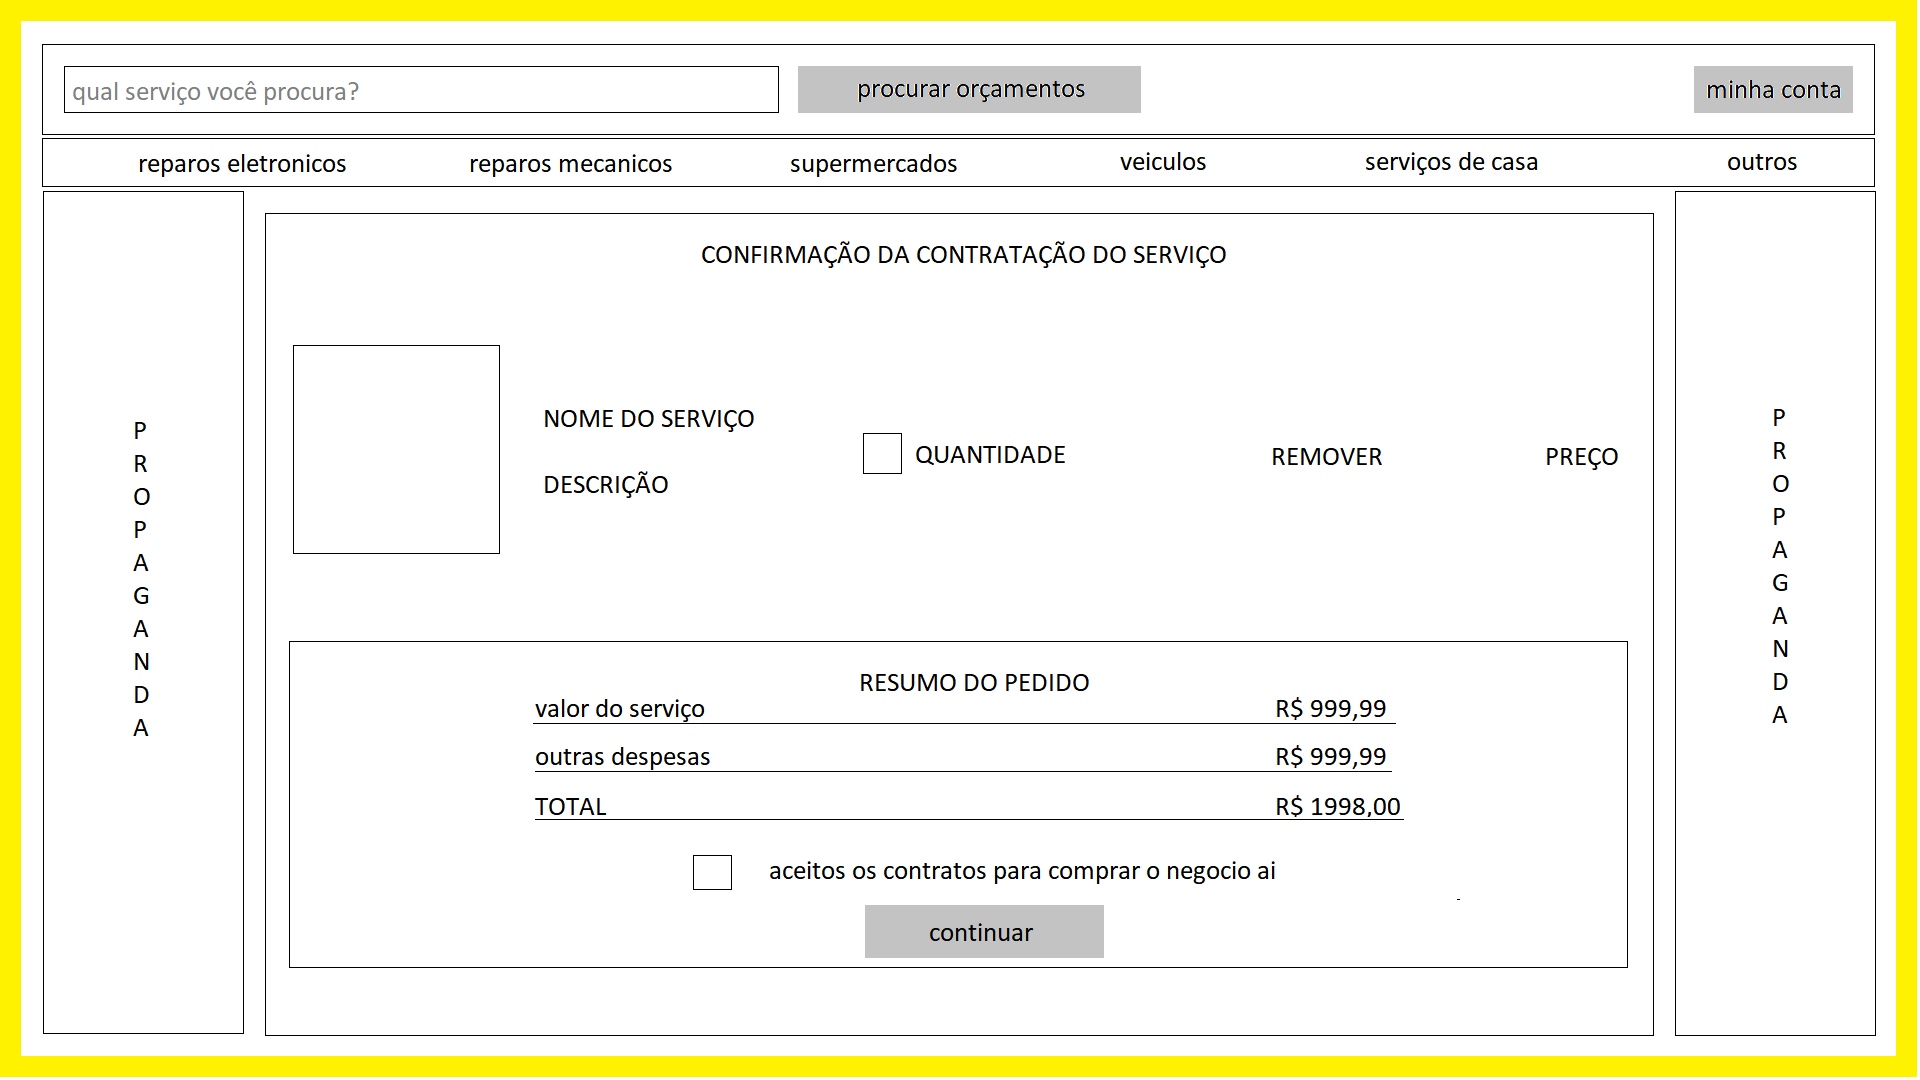 qual serviço você procura?
procurar orçamentos
minha conta
reparos eletronicos
reparos mecanicos
supermercados
veiculos
serviços de casa
outros
P
R
O
P
A
G
A
N
D
A
CONFIRMAÇÃO DA CONTRATAÇÃO DO SERVIÇO
NOME DO SERVIÇO
DESCRIÇÃO
QUANTIDADE
REMOVER
PREÇO
RESUMO DO PEDIDO
valor do serviço R$ 999,99
outras despesas R$ 999,99
TOTAL R$ 1998,00
aceitos os contratos para comprar o negocio ai
continuar
P
R
O
P
A
G
A
N
D
A